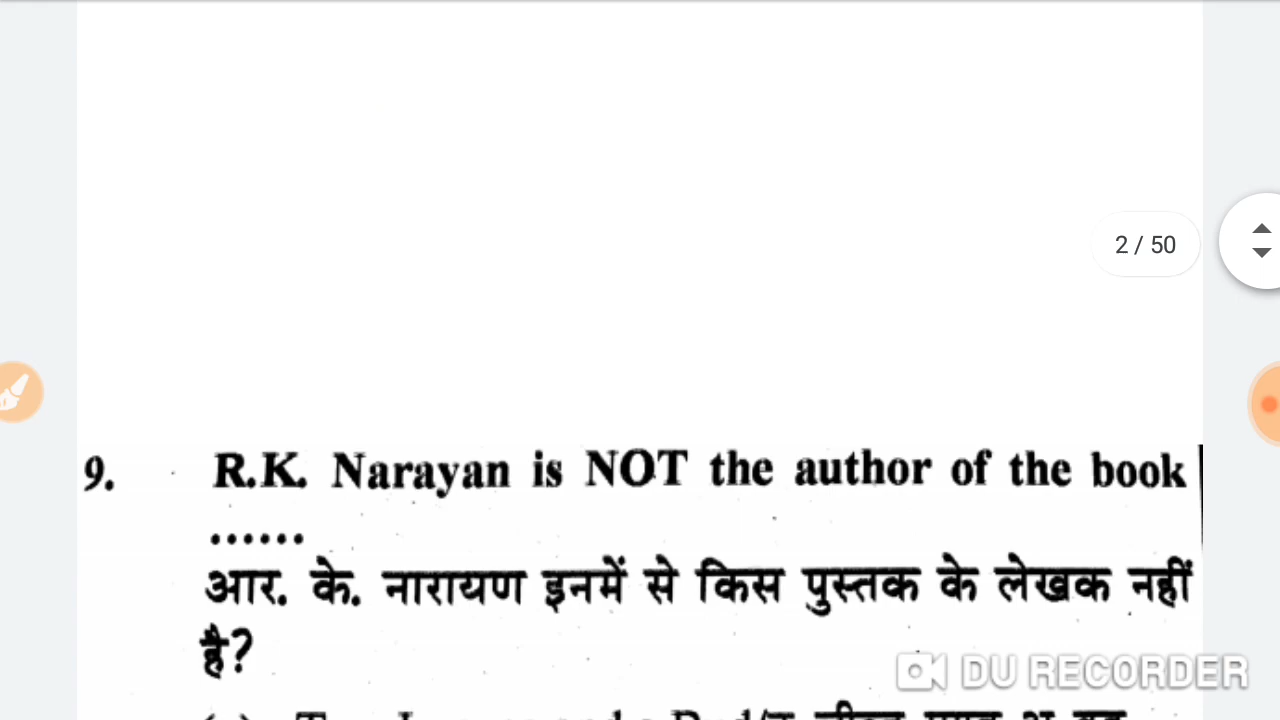 2 / 50
9. R.K. Narayan is NOT the author of the book
......
आर. के. नारायण इनमें से किस पुस्तक के लेखक नहीं
है?
DU RECORDER